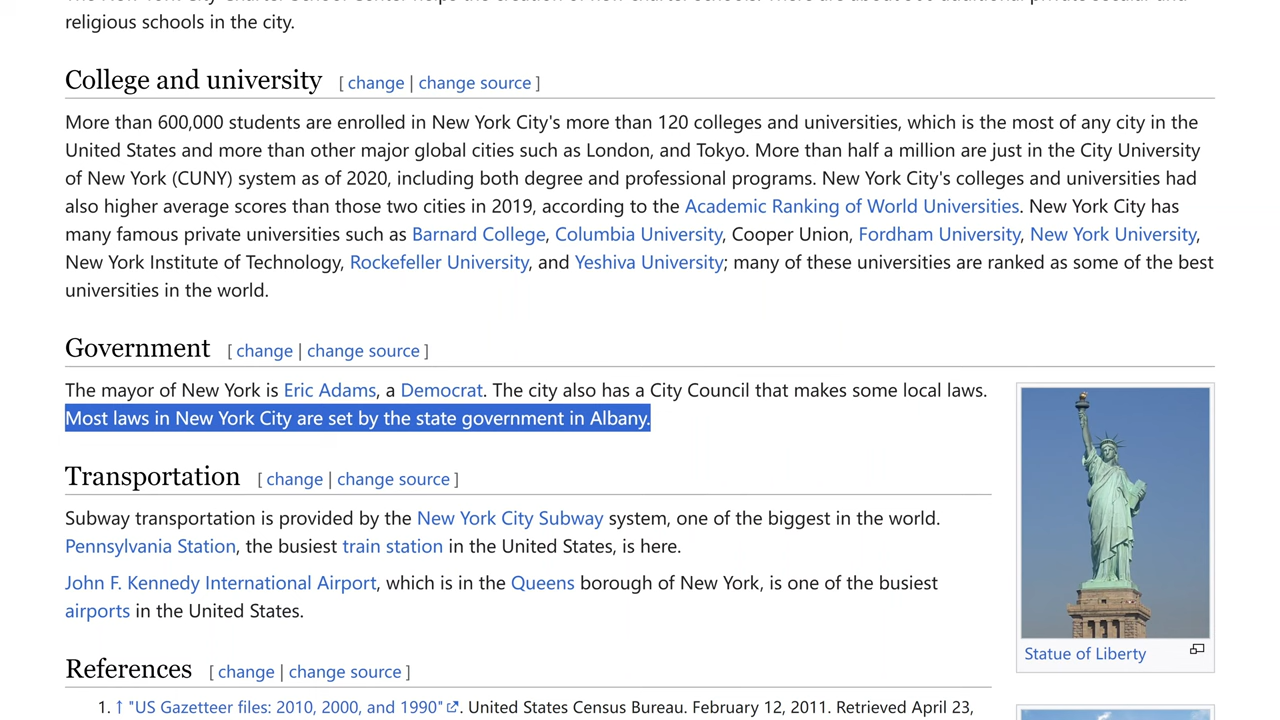 religious schools in the city.
College and university [ change | change source ]
More than 600,000 students are enrolled in New York City's more than 120 colleges and universities, which is the most of any city in the
United States and more than other major global cities such as London, and Tokyo. More than half a million are just in the City University
of New York (CUNY) system as of 2020, including both degree and professional programs. New York City's colleges and universities had
also higher average scores than those two cities in 2019, according to the Academic Ranking of World Universities. New York City has
many famous private universities such as Barnard College, Columbia University, Cooper Union, Fordham University, New York University,
New York Institute of Technology, Rockefeller University, and Yeshiva University; many of these universities are ranked as some of the best
universities in the world.
Government [ change | change source ]
The mayor of New York is Eric Adams, a Democrat. The city also has a City Council that makes some local laws.
Most laws in New York City are set by the state government in Albany.
Transportation [ change | change source ]
Subway transportation is provided by the New York City Subway system, one of the biggest in the world.
Pennsylvania Station, the busiest train station in the United States, is here.
John F. Kennedy International Airport, which is in the Queens borough of New York, is one of the busiest
airports in the United States.
Statue of Liberty
References [ change | change source ]
1. ↑ "US Gazetteer files: 2010, 2000, and 1990". United States Census Bureau. February 12, 2011. Retrieved April 23,